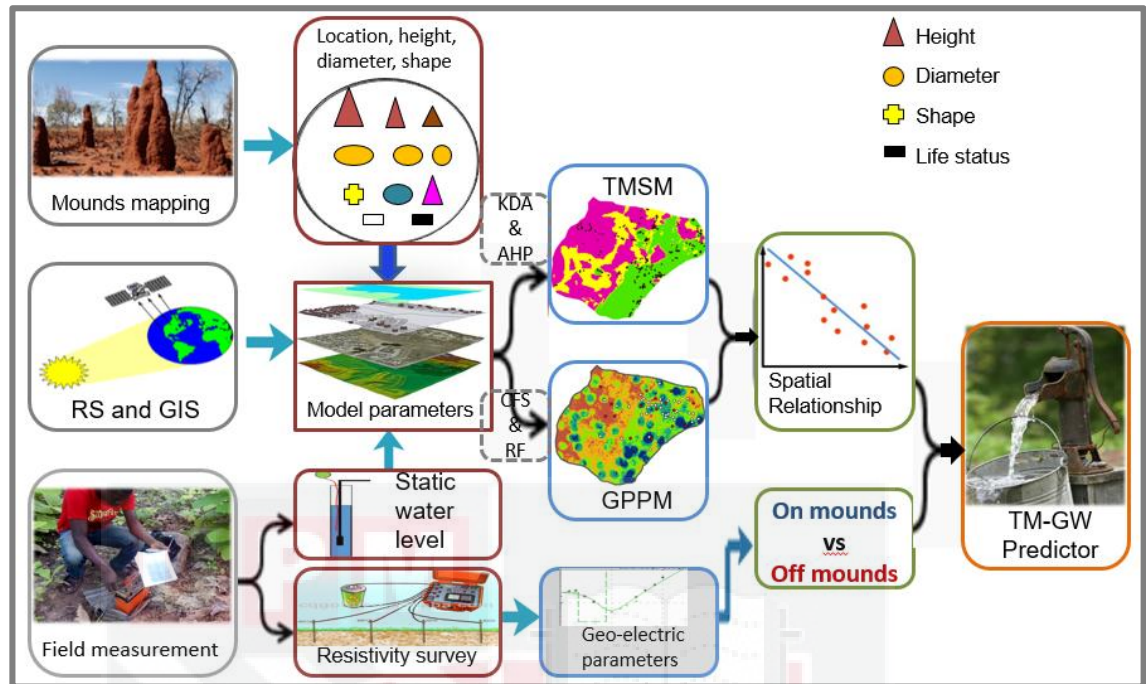 Location, height,
diameter, shape
Height
Diameter
Shape
Life status
Mounds mapping
KDA
&
AHP
TMSM
RS and GIS
Model parameters
CFS
&
RF
GPPM
Spatial
Relationship
TM-GW
Predictor
Static
water
level
Field measurement
Resistivity survey
Geo-electric
parameters
On mounds
vs
Off mounds